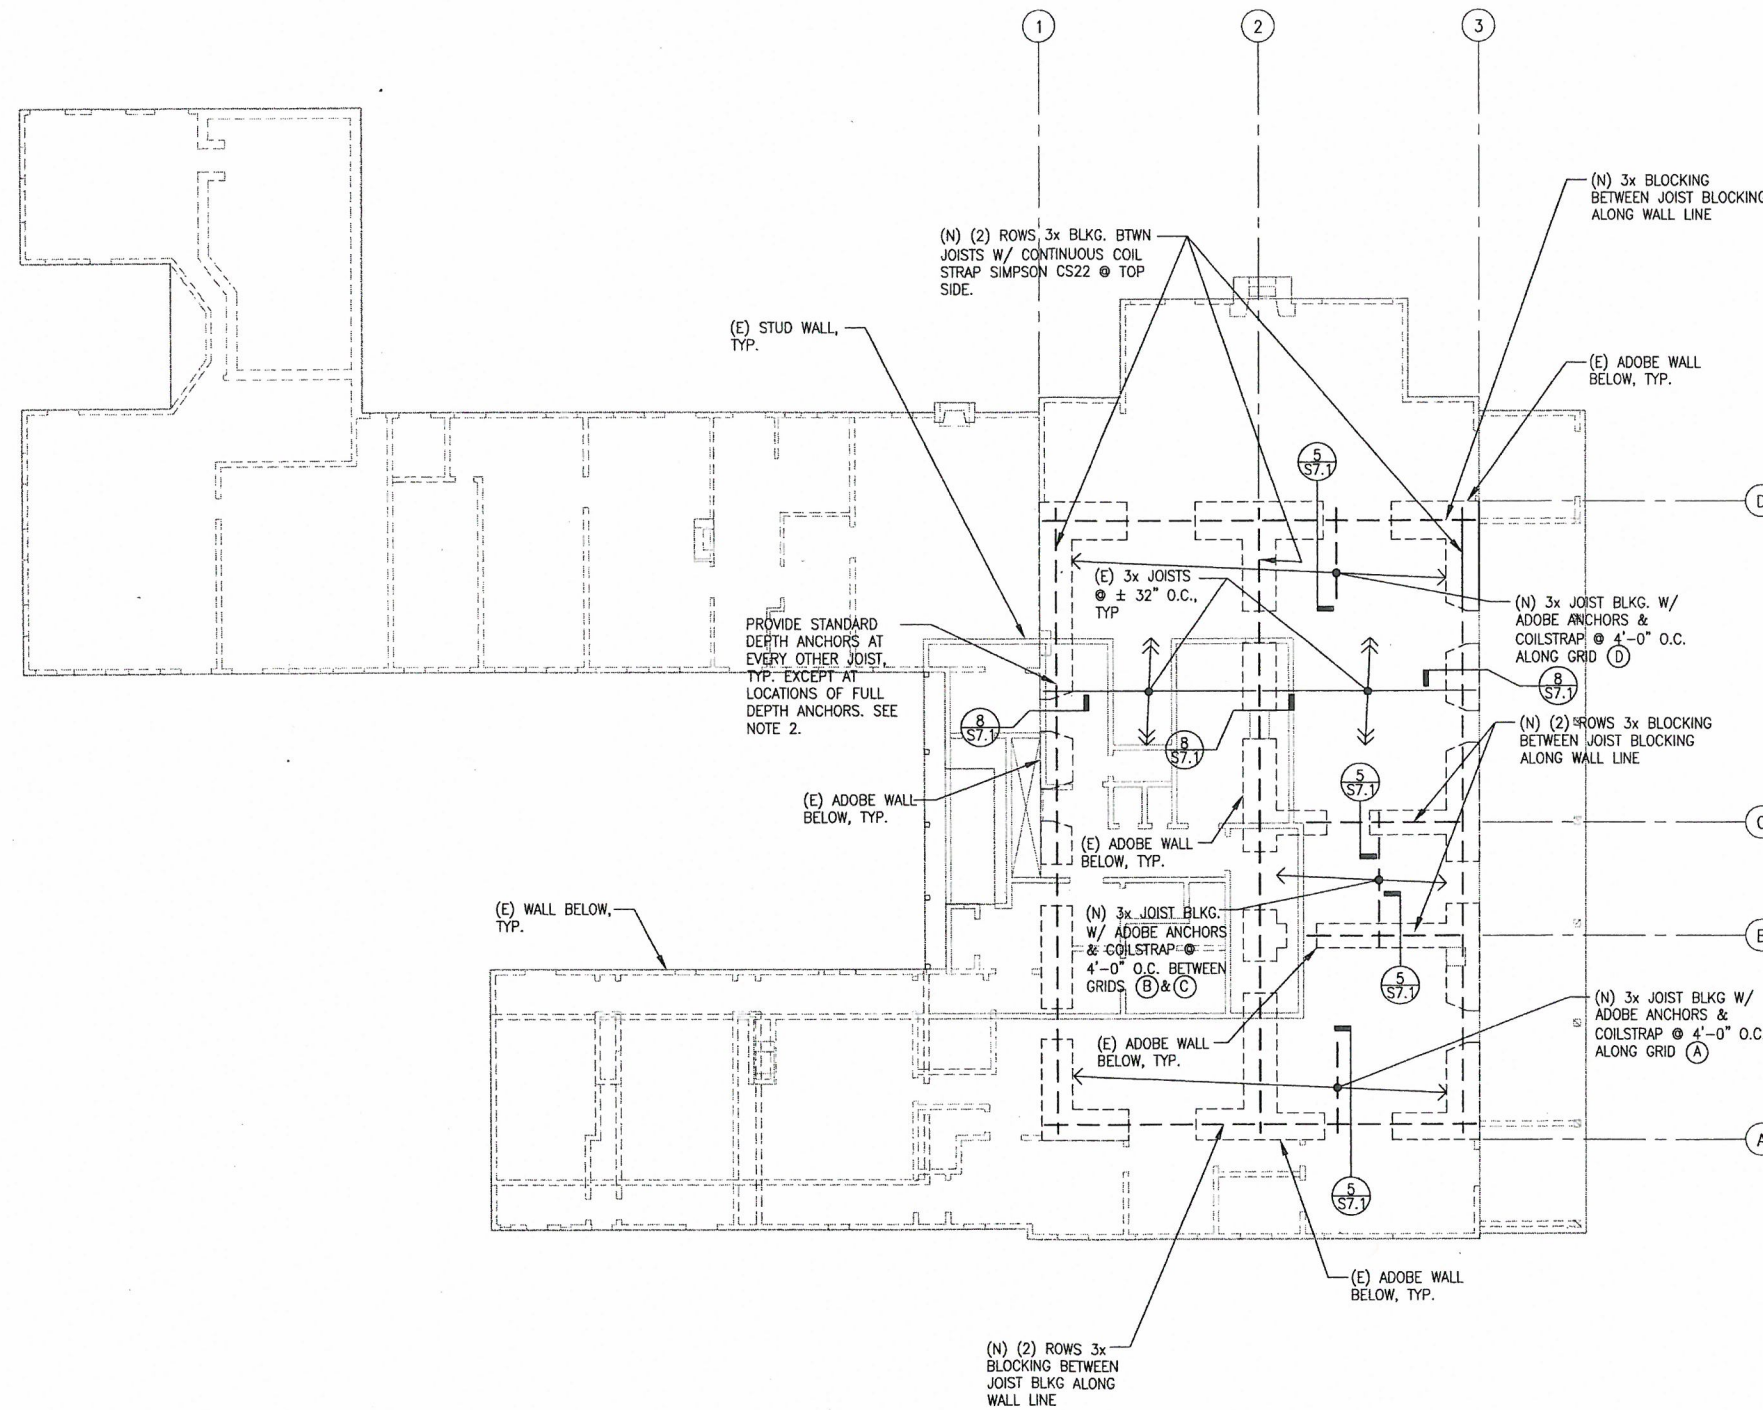 1
2
3
(N) 3x BLOCKING
BETWEEN JOIST BLOCKING
ALONG WALL LINE
(N) (2) ROWS 3x BLKG. BTWN
JOISTS W/ CONTINUOUS COIL
STRAP SIMPSON CS22 @ TOP
SIDE.
(E) STUD WALL,
TYP.
(E) ADOBE WALL
BELOW, TYP.
5
S7.1
D
(E) 3x JOISTS
@ ± 32" O.C.,
TYP
(N) 3x JOIST BLKG. W/
ADOBE ANCHORS &
COILSTRAP @ 4'-0" O.C.
ALONG GRID D
PROVIDE STANDARD
DEPTH ANCHORS AT
EVERY OTHER JOIST,
TYP. EXCEPT AT
LOCATIONS OF FULL
DEPTH ANCHORS. SEE
NOTE 2.
8
S7.1
8
S7.1
8
S7.1
(N) (2) ROWS 3x BLOCKING
BETWEEN JOIST BLOCKING
ALONG WALL LINE
5
S7.1
(E) ADOBE WALL
BELOW, TYP.
C
(E) ADOBE WALL
BELOW, TYP.
(E) WALL BELOW,
TYP.
(N) 3x JOIST BLKG.
W/ ADOBE ANCHORS
& COILSTRAP @
4'-0" O.C. BETWEEN
GRIDS B & C
B
5
S7.1
(N) 3x JOIST BLKG W/
ADOBE ANCHORS &
COILSTRAP @ 4'-0" O.C
ALONG GRID A
(E) ADOBE WALL
BELOW, TYP.
A
5
S7.1
(E) ADOBE WALL
BELOW, TYP.
(N) (2) ROWS 3x
BLOCKING BETWEEN
JOIST BLKG ALONG
WALL LINE